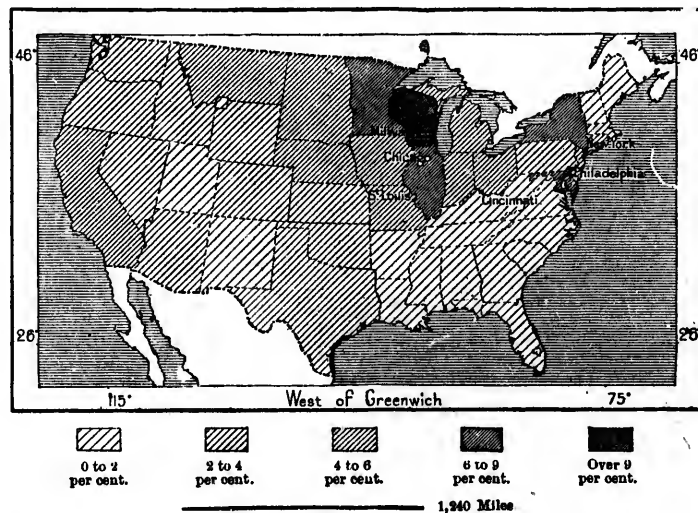 46°
46°
Milwaukee
New York
Chicago
Philadelphia
St Louis
Cincinnati
26°
26°
115°
West of Greenwich
75°
0 to 2
per cent.
2 to 4
per cent.
4 to 6
per cent.
6 to 9
per cent.
Over 9
per cent.
1,240 Miles